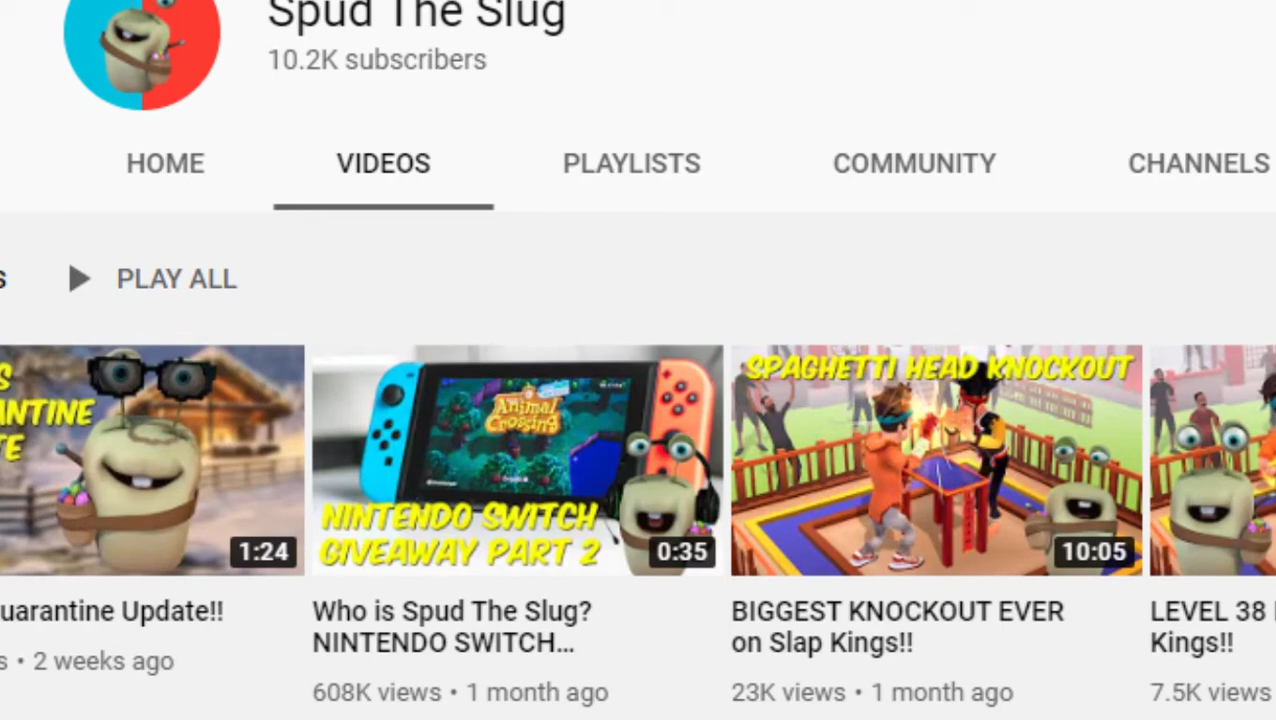 Spud The Slug
10.2K subscribers
HOME VIDEOS PLAYLISTS COMMUNITY CHANNELS
S PLAY ALL
S
ANTINE
TE
1:24
Animal
Crossing
NINTENDO SWITCH
GIVEAWAY PART 2
0:35
SPAGHETTI HEAD KNOCKOUT
10:05
uarantine Update!!
s • 2 weeks ago
Who is Spud The Slug?
NINTENDO SWITCH...
608K views • 1 month ago
BIGGEST KNOCKOUT EVER
on Slap Kings!!
23K views • 1 month ago
LEVEL 38
Kings!!
7.5K views